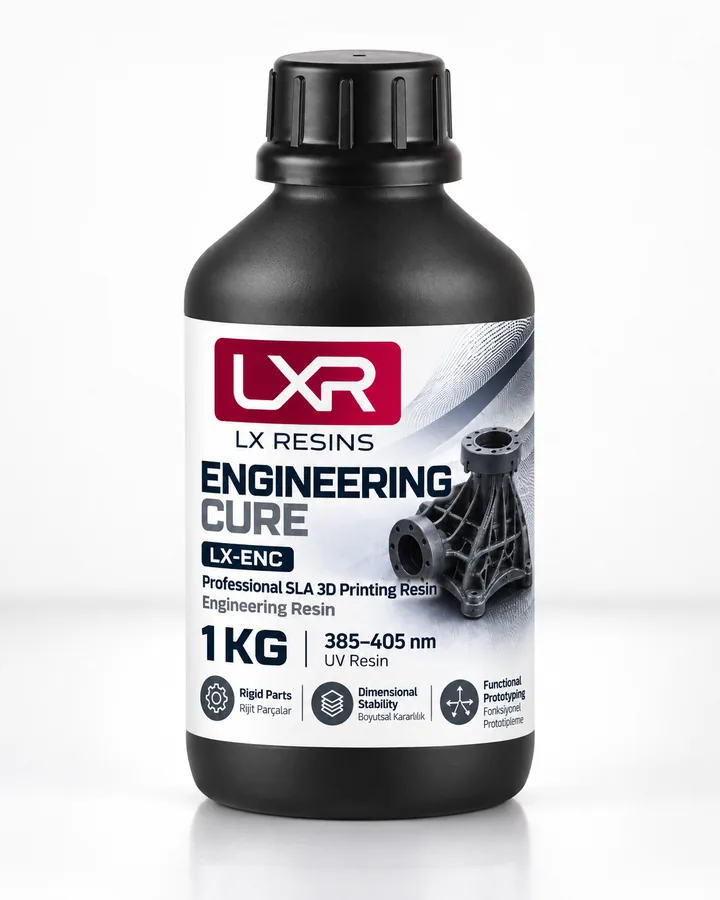 LXR
LX RESINS
ENGINEERING
CURE
LX-ENC
Professional SLA 3D Printing Resin
Engineering Resin
1 KG
385–405 nm
UV Resin
Rigid Parts
Rijit Parçalar
Dimensional
Stability
Boyutsal Kararlılık
Functional
Prototyping
Fonksiyonel
Prototipleme